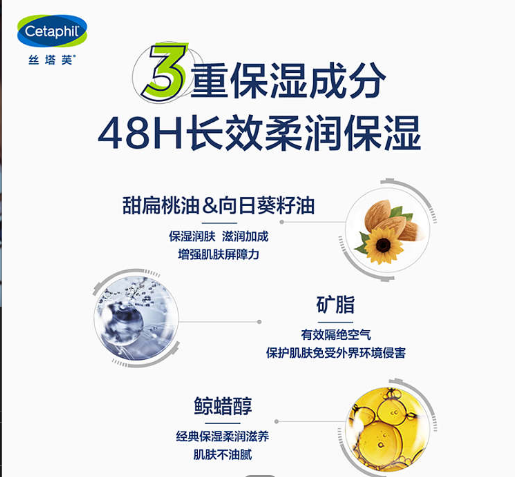 Cetaphil
丝塔芙®
3重保湿成分
48H长效柔润保湿
甜扁桃油&向日葵籽油
保湿润肤 滋润加成
增强肌肤屏障力
矿脂
有效隔绝空气
保护肌肤免受外界环境侵害
鲸蜡醇
经典保湿柔润滋养
肌肤不油腻